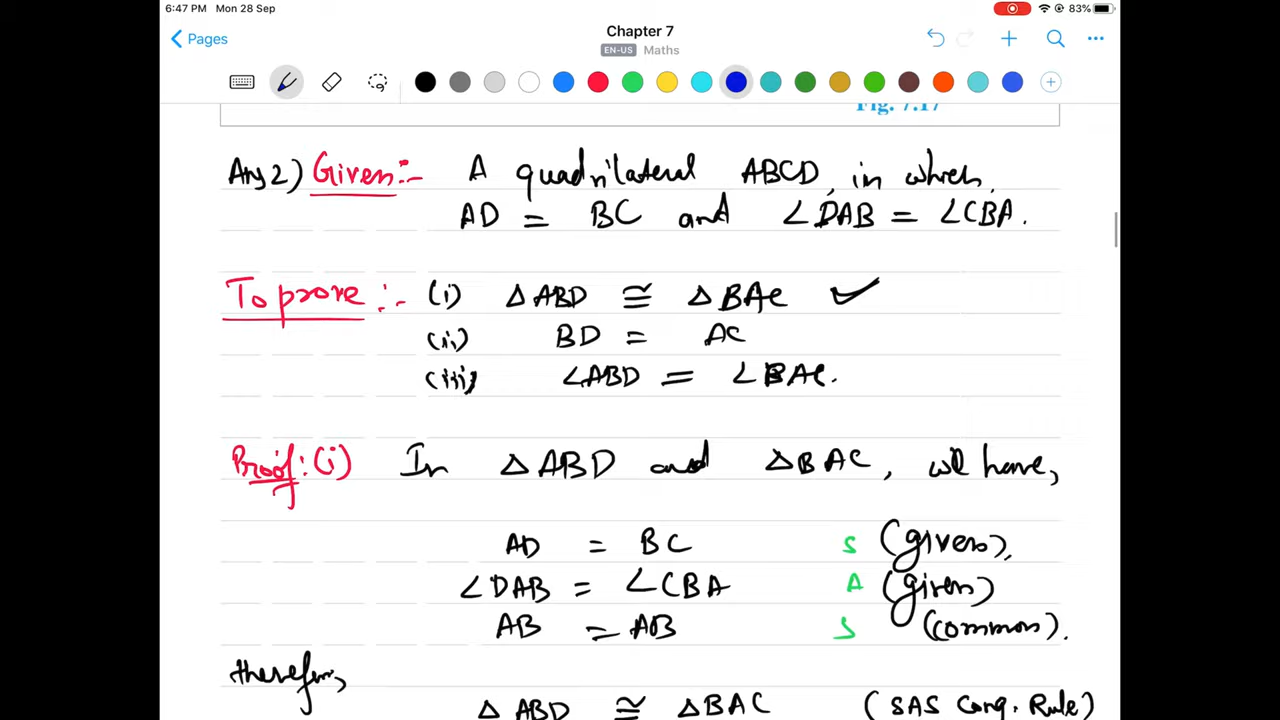 6:47 PM Mon 28 Sep 83%
Pages Chapter 7
EN-US Maths
Fig. 7.17
Ans 2) Given:- A quadrilateral ABCD, in which,
AD = BC and ∠DAB = ∠CBA.
To prove:- (i) △ABD ≅ △BAC ✓
(ii) BD = AC
(iii) ∠ABD = ∠BAC.
Proof:(i) In △ABD and △BAC, we have,
AD = BC S (given),
∠DAB = ∠CBA A (given)
AB = AB S (common).
therefore,
△ABD ≅ △BAC (SAS Cong. Rule)